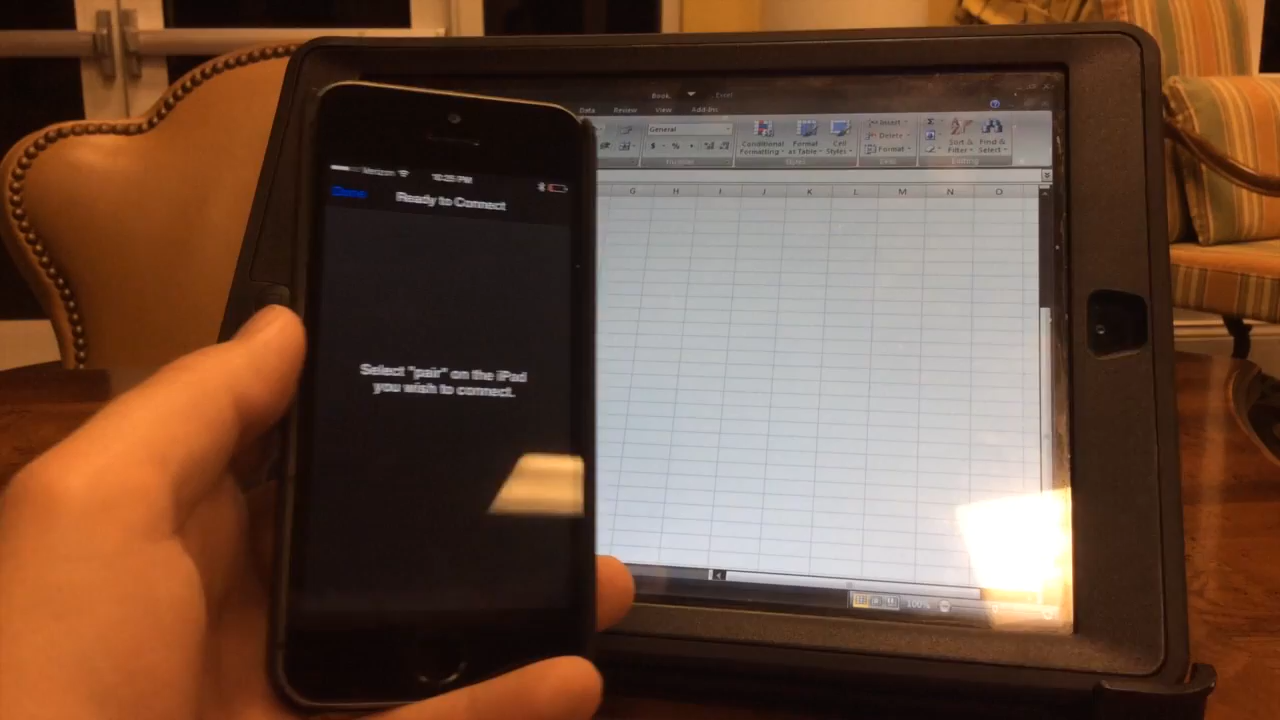 Verizon 10:25 PM
Done Ready to Connect
Select "pair" on the iPad
you wish to connect.
Data Review View Add-Ins
General
$ % ,
Conditional
Formatting
Format
as Table
Cell
Styles
Insert
Delete
Format
Σ
Sort &
Filter
Find &
Select
Number Styles Cells Editing
G H I J K L M N O
100%